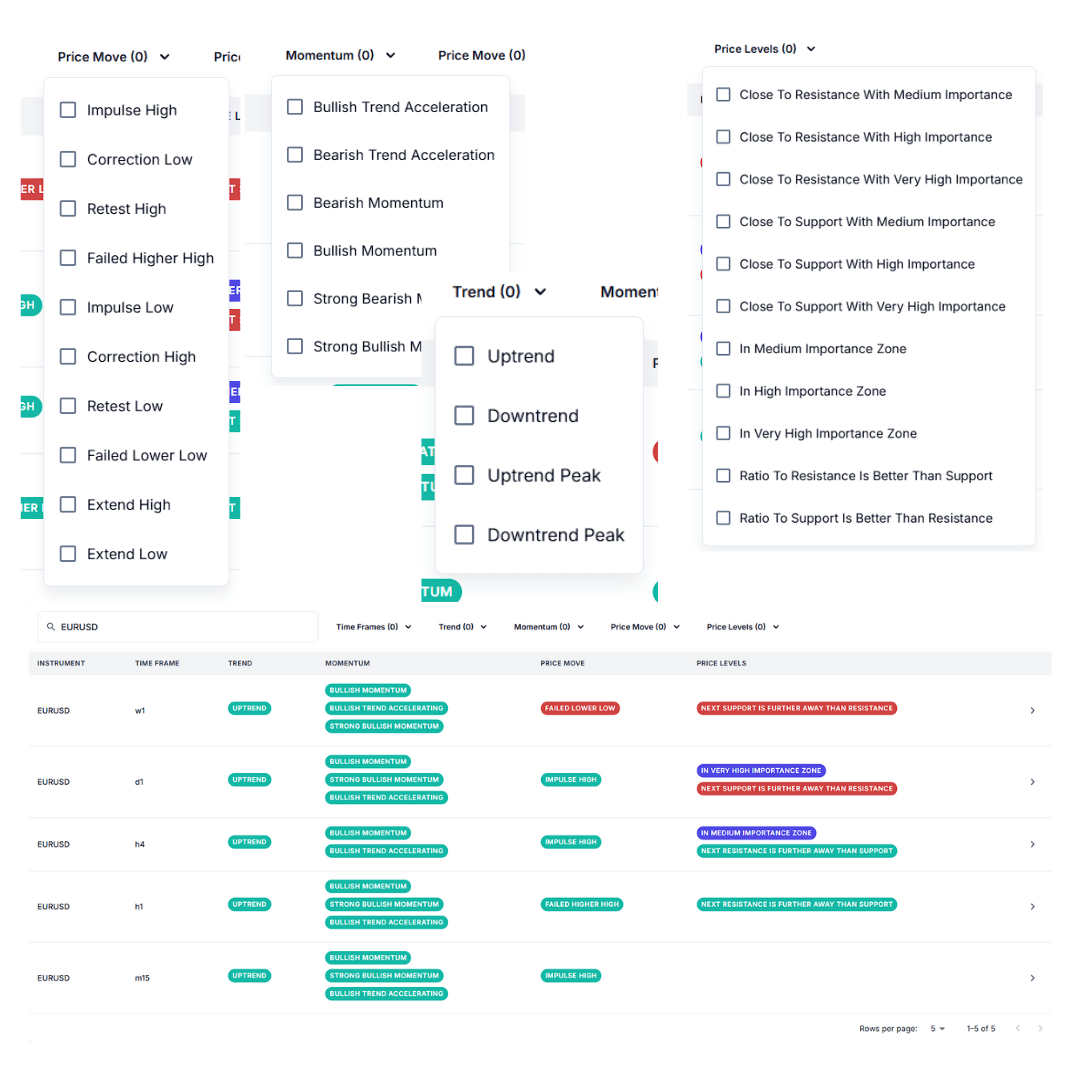 Price Move (0)
Impulse High
Correction Low
Retest High
Failed Higher High
Impulse Low
Correction High
Retest Low
Failed Lower Low
Extend High
Extend Low
Momentum (0) Price Move (0)
Bullish Trend Acceleration
Bearish Trend Acceleration
Bearish Momentum
Bullish Momentum
Strong Bearish
Strong Bullish
Trend (0)
Uptrend
Downtrend
Uptrend Peak
Downtrend Peak
Price Levels (0)
Close To Resistance With Medium Importance
Close To Resistance With High Importance
Close To Resistance With Very High Importance
Close To Support With Medium Importance
Close To Support With High Importance
Close To Support With Very High Importance
In Medium Importance Zone
In High Importance Zone
In Very High Importance Zone
Ratio To Resistance Is Better Than Support
Ratio To Support Is Better Than Resistance
EURUSD Time Frames (0) Trend (0) Momentum (0) Price Move (0) Price Levels (0)
INSTRUMENT TIME FRAME TREND MOMENTUM PRICE MOVE PRICE LEVELS
EURUSD w1 UPTREND
BULLISH MOMENTUM
BULLISH TREND ACCELERATING
STRONG BULLISH MOMENTUM
FAILED LOWER LOW
NEXT SUPPORT IS FURTHER AWAY THAN RESISTANCE
EURUSD d1 UPTREND
BULLISH MOMENTUM
STRONG BULLISH MOMENTUM
BULLISH TREND ACCELERATING
IMPULSE HIGH
IN VERY HIGH IMPORTANCE ZONE
NEXT SUPPORT IS FURTHER AWAY THAN RESISTANCE
EURUSD h4 UPTREND
BULLISH MOMENTUM
BULLISH TREND ACCELERATING
IMPULSE HIGH
IN MEDIUM IMPORTANCE ZONE
NEXT RESISTANCE IS FURTHER AWAY THAN SUPPORT
EURUSD h1 UPTREND
BULLISH MOMENTUM
STRONG BULLISH MOMENTUM
BULLISH TREND ACCELERATING
FAILED HIGHER HIGH
NEXT RESISTANCE IS FURTHER AWAY THAN SUPPORT
EURUSD m15 UPTREND
BULLISH MOMENTUM
STRONG BULLISH MOMENTUM
BULLISH TREND ACCELERATING
IMPULSE HIGH
Rows per page: 5 1–5 of 5